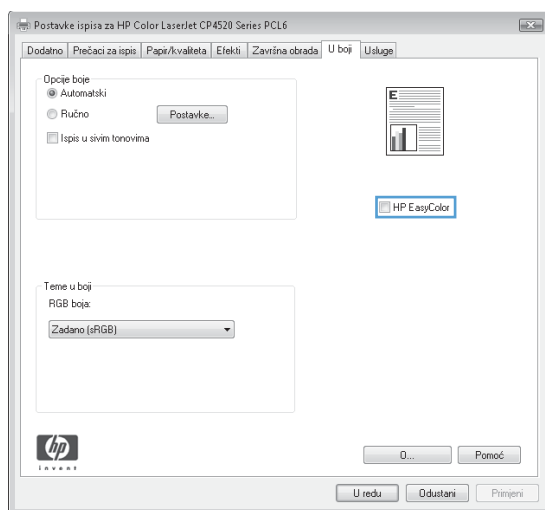 Postavke ispisa za HP Color LaserJet CP4520 Series PCL6
Dodatno Prečaci za ispis Papir/kvaliteta Efekti Završna obrada U boji Usluge
Opcije boje
Automatski
Ručno Postavke...
Ispis u sivim tonovima
E
HP EasyColor
Teme u boji
RGB boja:
Zadano (sRGB)
hp
invent
O... Pomoć
U redu Odustani Primjeni